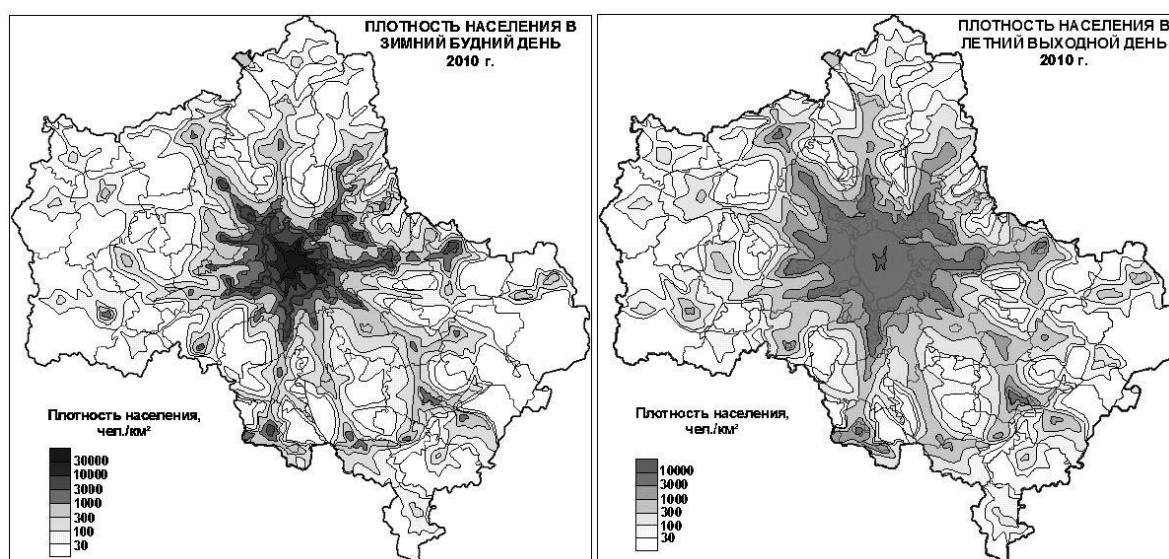 ПЛОТНОСТЬ НАСЕЛЕНИЯ В
ЗИМНИЙ БУДНИЙ ДЕНЬ
2010 г.
Плотность населения,
чел./км²
30000
10000
3000
1000
300
100
30
ПЛОТНОСТЬ НАСЕЛЕНИЯ В
ЛЕТНИЙ ВЫХОДНОЙ ДЕНЬ
2010 г.
Плотность населения,
чел./км²
10000
3000
1000
300
100
30